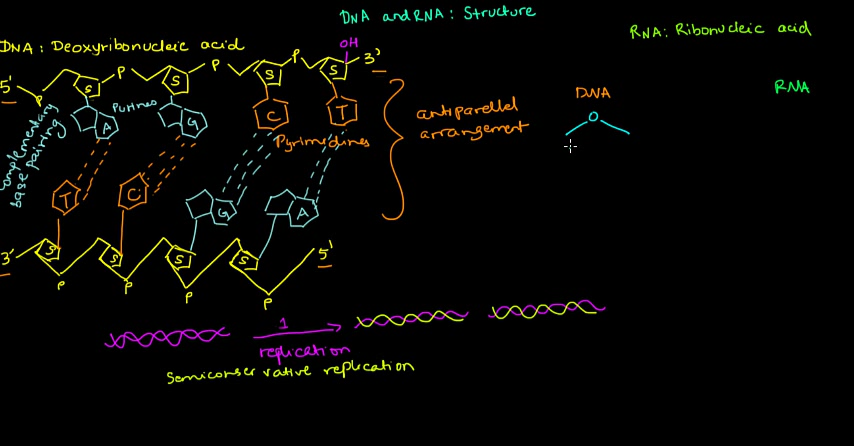 DNA and RNA: Structure
RNA: Ribonucleic acid
DNA: Deoxyribonucleic acid
OH
5' P S P S P S P S 3'
Purines
A G C T
Pyrimidines
complementary
base pairing
antiparellel
arrangement
DNA
RNA
O
T C G A
3' S S S S 5'
P P P P
1
replication
Semiconservative replication